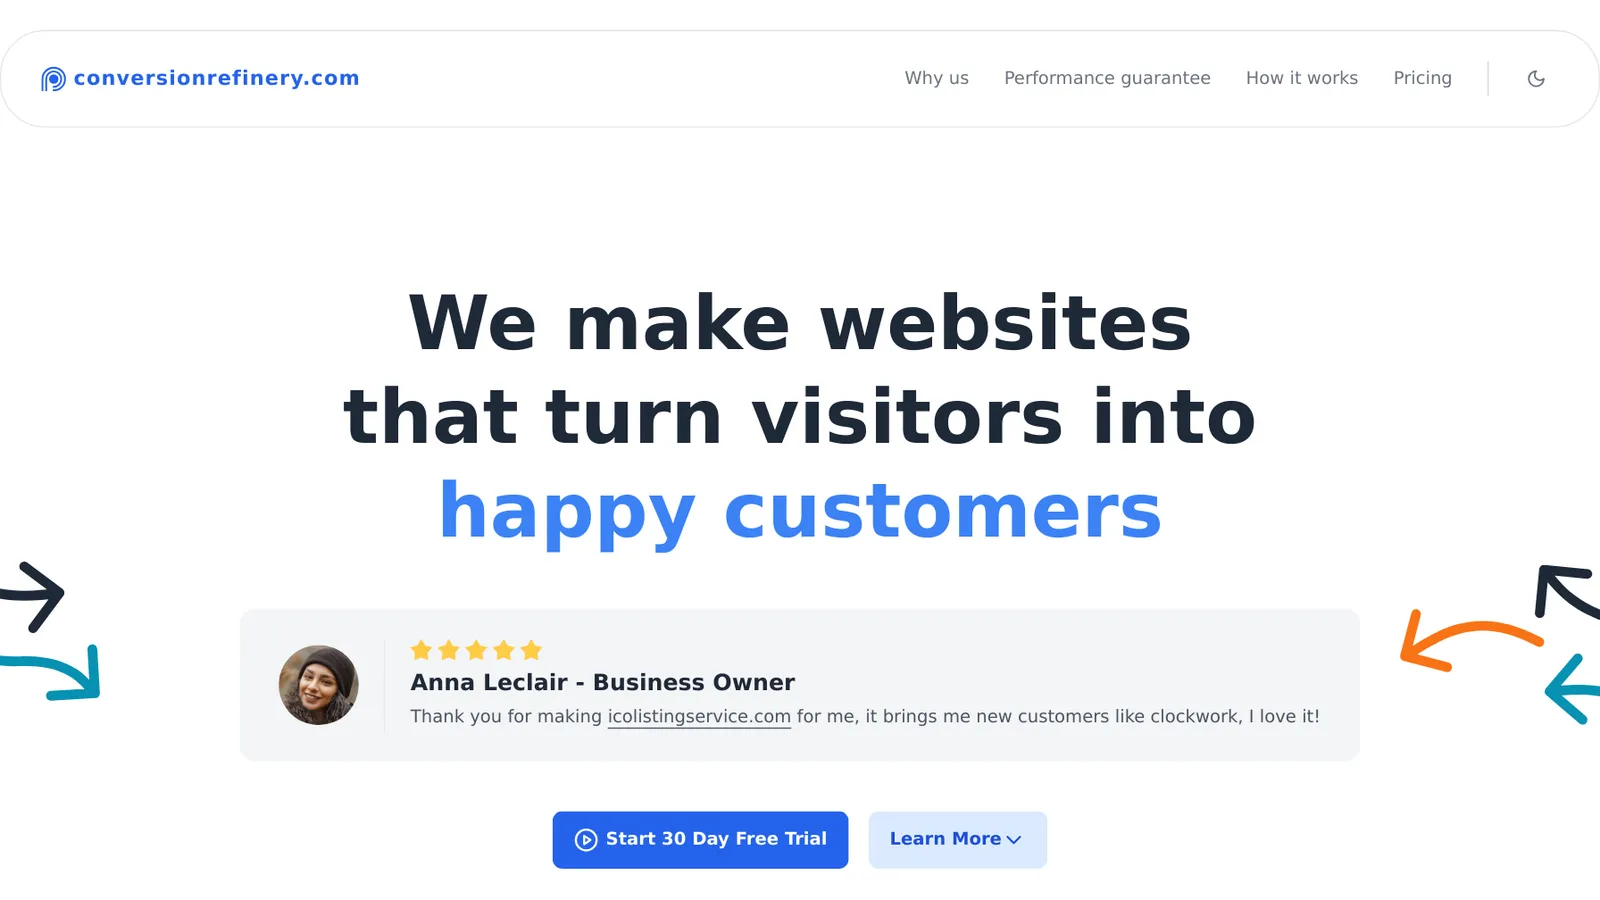 conversionrefinery.com
Why us
Performance guarantee
How it works
Pricing
We make websites
that turn visitors into
happy customers
Anna Leclair - Business Owner
Thank you for making icolistingservice.com for me, it brings me new customers like clockwork, I love it!
Start 30 Day Free Trial
Learn More